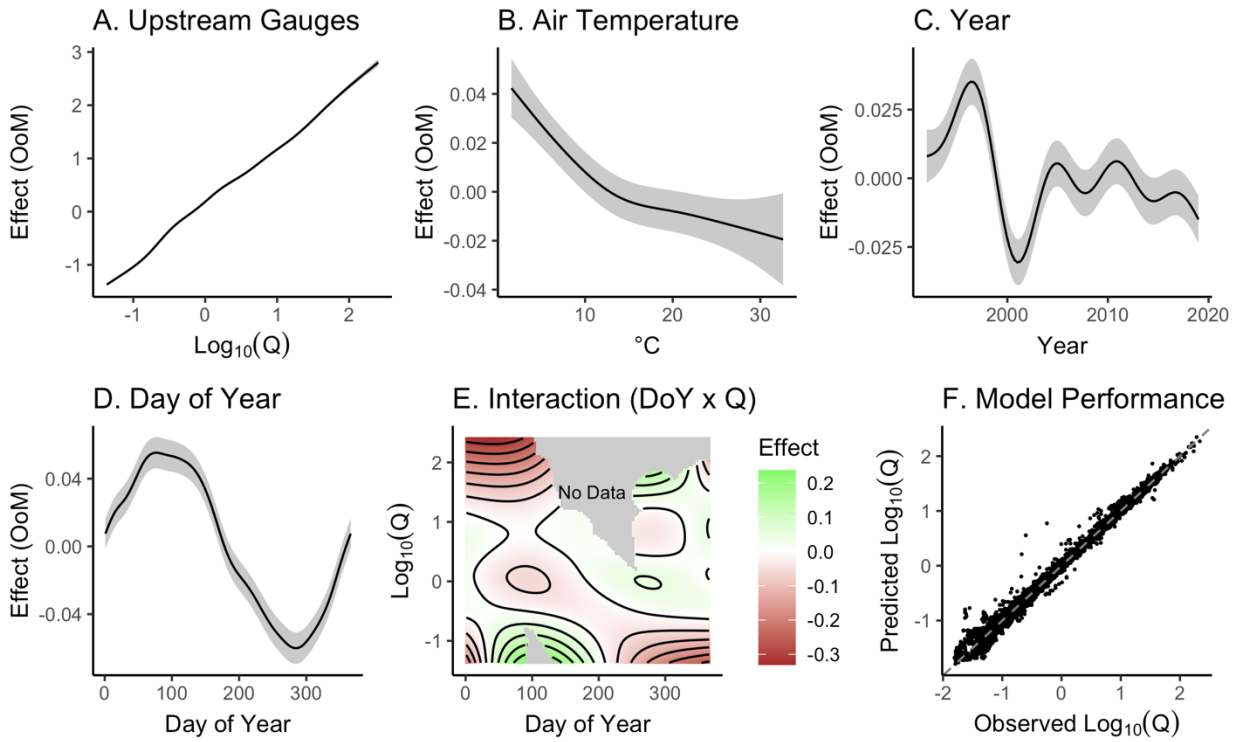 A. Upstream Gauges
Effect (OoM)
3
2
1
0
-1
-1 0 1 2
Log₁₀(Q)
B. Air Temperature
Effect (OoM)
0.04
0.02
0.00
-0.02
-0.04
0 10 20 30
°C
C. Year
Effect (OoM)
0.025
0.000
-0.025
2000 2010 2020
Year
D. Day of Year
Effect (OoM)
0.04
0.00
-0.04
0 100 200 300
Day of Year
E. Interaction (DoY x Q)
Log₁₀(Q)
2
1
0
-1
No Data
0 100 200 300
Day of Year
Effect
0.2
0.1
0.0
-0.1
-0.2
-0.3
F. Model Performance
Predicted Log₁₀(Q)
2
1
0
-1
-2 -1 0 1 2
Observed Log₁₀(Q)